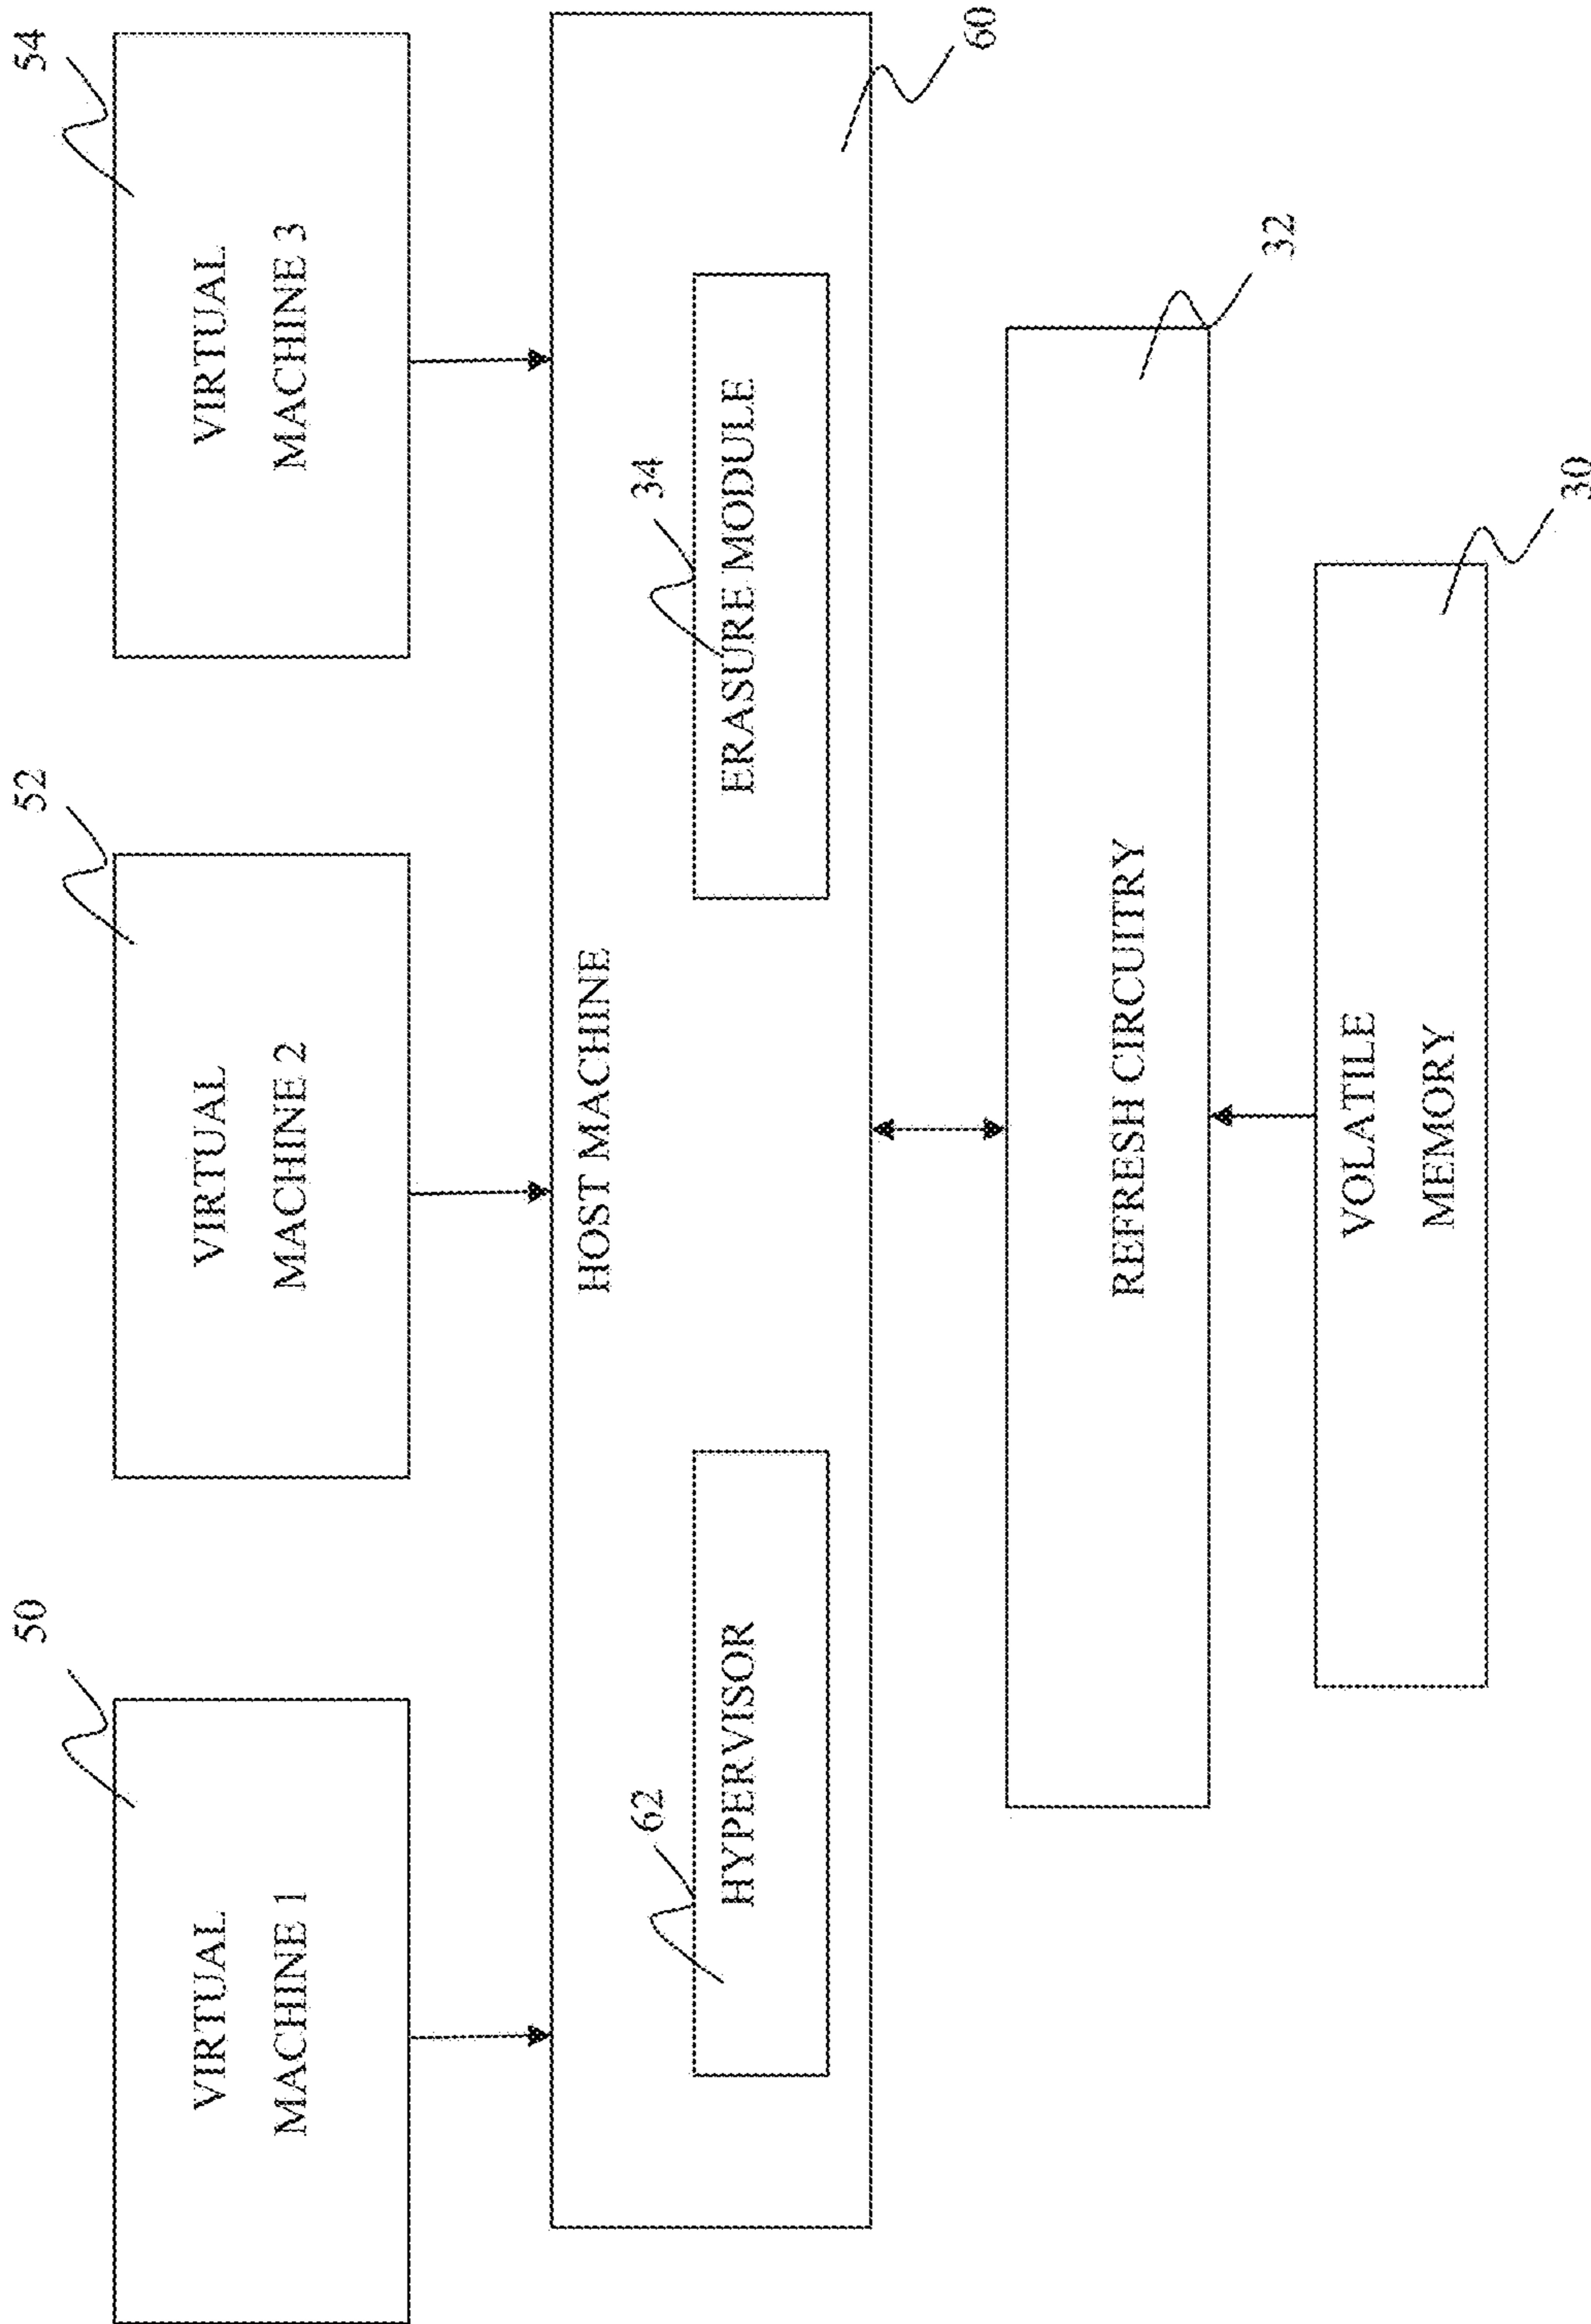 50
52
54
VIRTUAL
MACHINE 1
VIRTUAL
MACHINE 2
VIRTUAL
MACHINE 3
HOST MACHINE
62
34
HYPERVISOR
ERASURE MODULE
60
REFRESH CIRCUITRY
32
VOLATILE
MEMORY
30